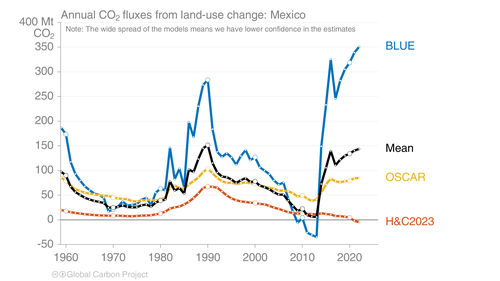 Annual CO₂ fluxes from land-use change: Mexico
400 Mt
CO₂
Note: The wide spread of the models means we have lower confidence in the estimates
350
300
250
200
150
100
50
0
-50
1960
1970
1980
1990
2000
2010
2020
BLUE
Mean
OSCAR
H&C2023
Global Carbon Project